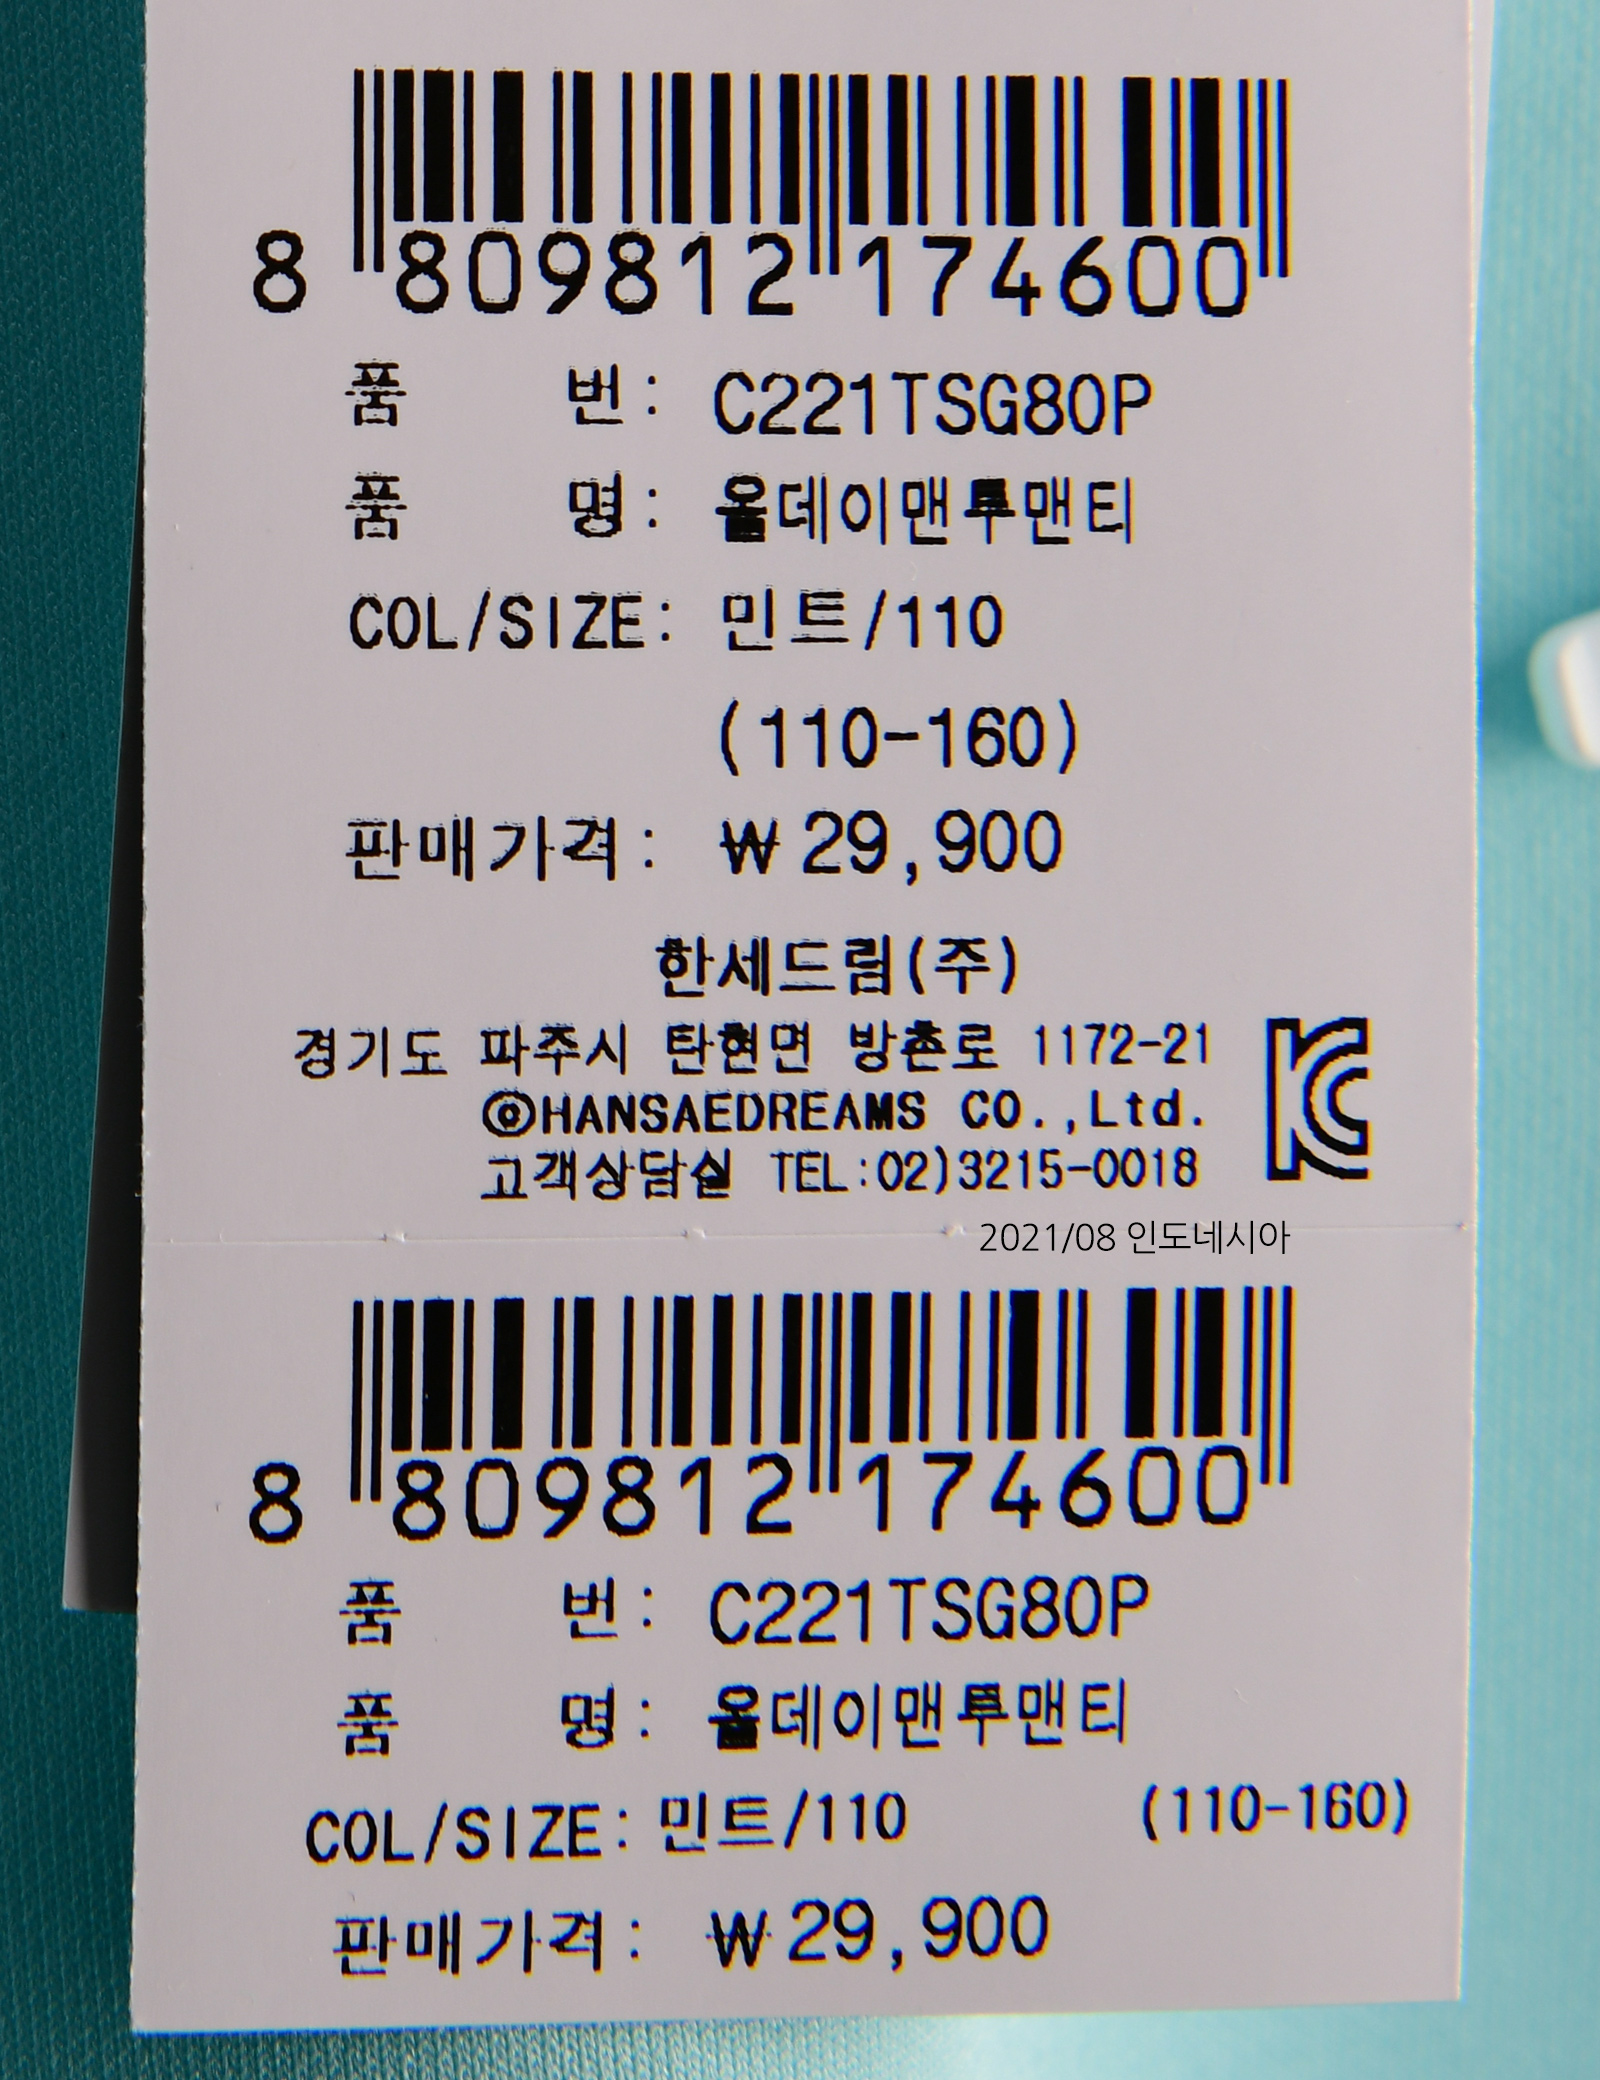 8 809812 174600
품 번: C221TSG80P
품 명: 올데이맨투맨티
COL/SIZE: 민트/110
(110-160)
판매가격: ₩29,900
한세드림(주)
경기도 파주시 탄현면 방촌로 1172-21
©HANSAEDREAMS CO.,Ltd.
고객상담실 TEL:02)3215-0018
KC
2021/08 인도네시아
8 809812 174600
품 번: C221TSG80P
품 명: 올데이맨투맨티
COL/SIZE: 민트/110 (110-160)
판매가격: ₩29,900